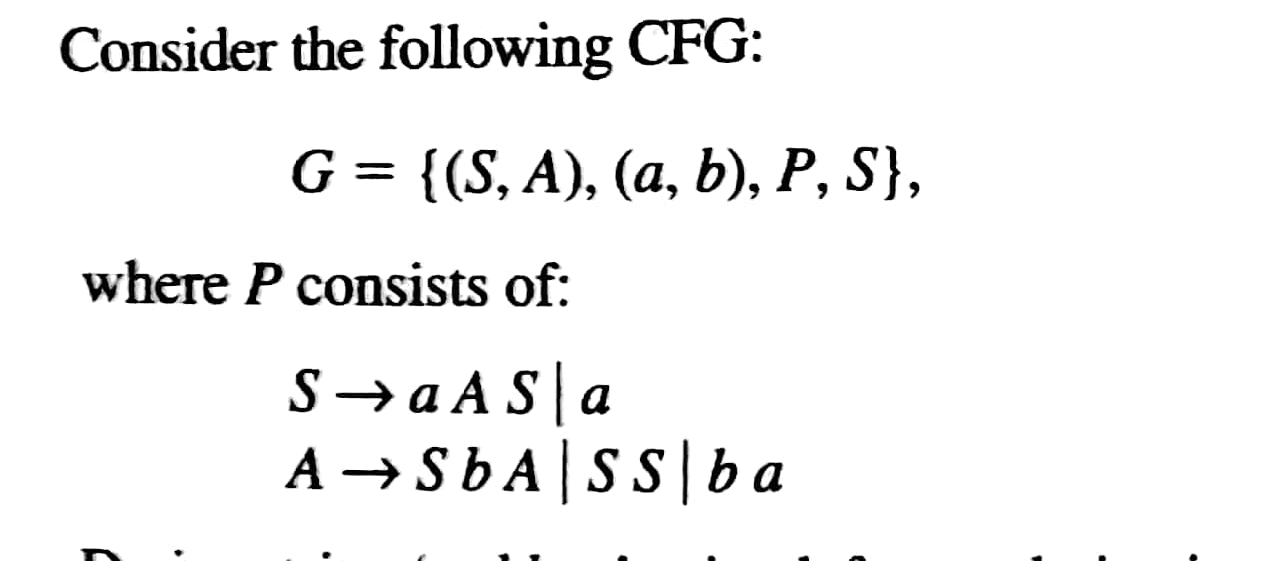 Consider the following CFG:
G = {(S, A), (a, b), P, S},
where P consists of:
S → a A S | a
A → S b A | S S | b a